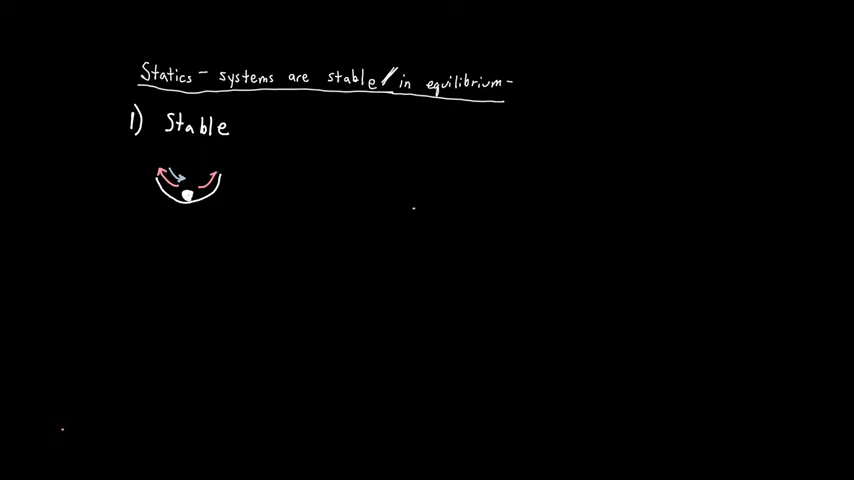 Statics - systems are stable / in equilibrium -
1) Stable